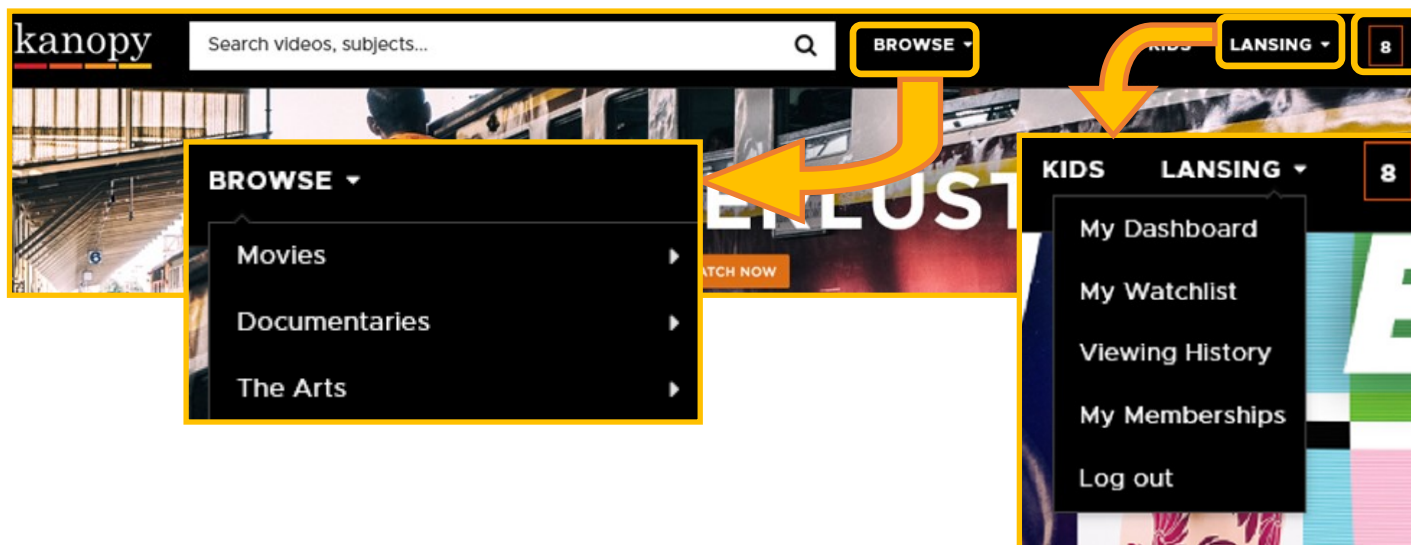 kanopy
Search videos, subjects...
BROWSE
KIDS
LANSING
8
BROWSE
Movies
Documentaries
The Arts
KIDS
LANSING
8
My Dashboard
My Watchlist
Viewing History
My Memberships
Log out